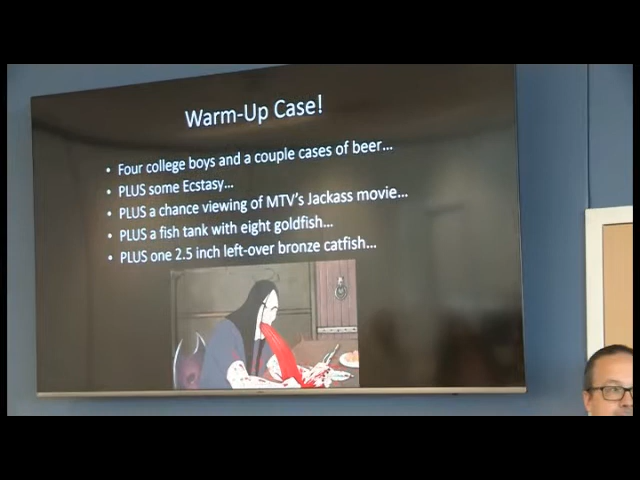 Warm-Up Case!
• Four college boys and a couple cases of beer...
• PLUS some Ecstasy...
• PLUS a chance viewing of MTV's Jackass movie...
• PLUS a fish tank with eight goldfish...
• PLUS one 2.5 inch left-over bronze catfish...